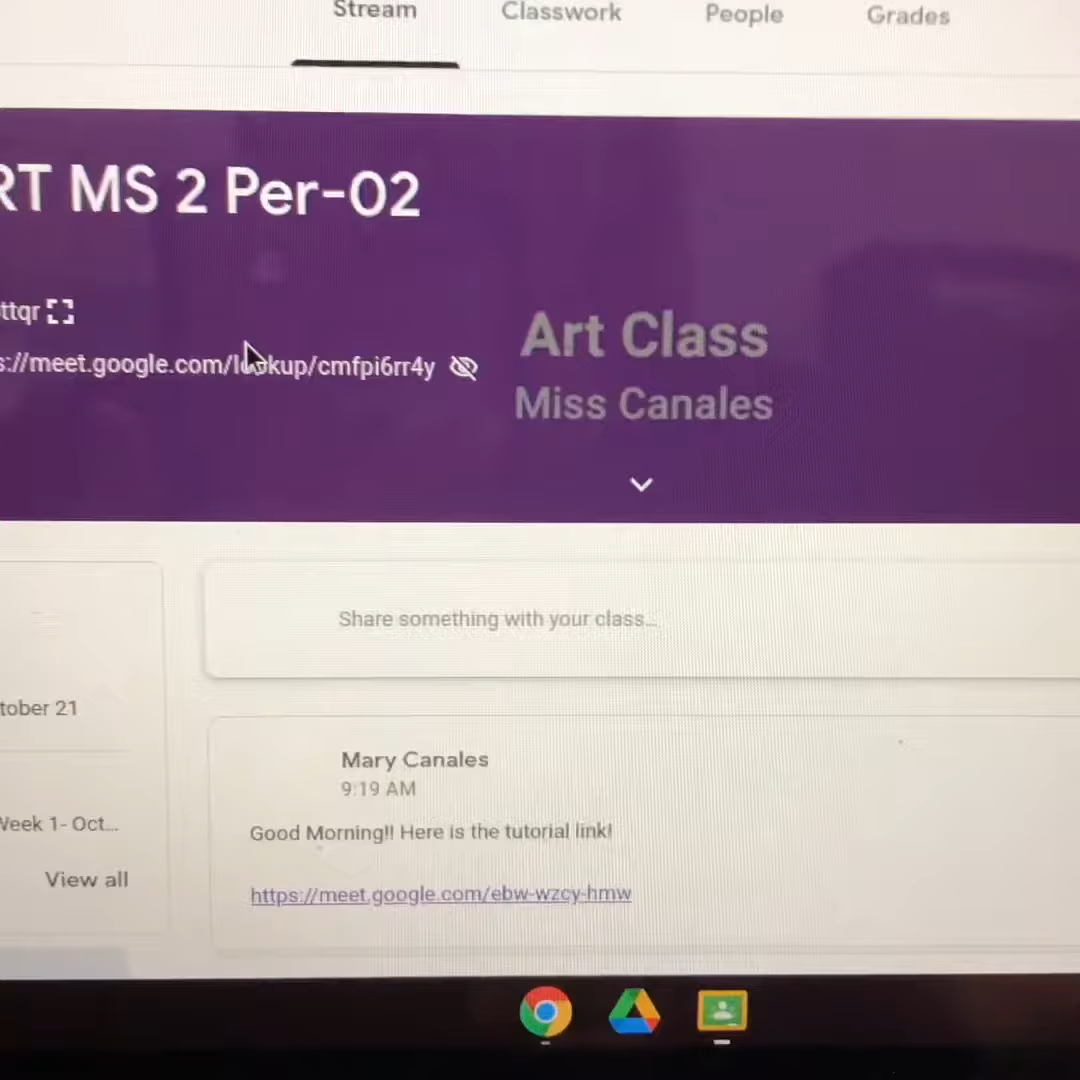 Stream Classwork People Grades
RT MS 2 Per-02
ttqr
s://meet.google.com/lookup/cmfpi6rr4y
Art Class
Miss Canales
Share something with your class...
tober 21
Week 1- Oct...
View all
Mary Canales
9:19 AM
Good Morning!! Here is the tutorial link!
https://meet.google.com/ebw-wzcy-hmw